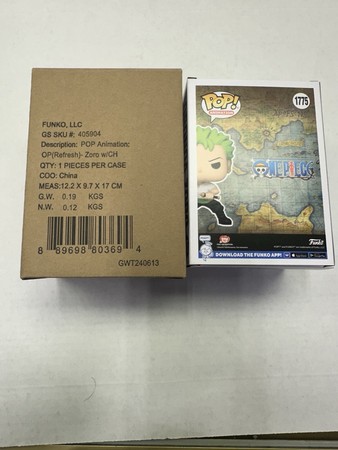 FUNKO, LLC
GS SKU #: 405904
Description: POP Animation:
OP(Refresh)- Zoro w/CH
QTY: 1 PIECES PER CASE
COO: China
MEAS:12.2 X 9.7 X 17 CM
G.W. 0.19 KGS
N.W. 0.12 KGS
8 89698 80369 4
GWT240613
POP!
1775
ONE PIECE
Funko
DOWNLOAD THE FUNKO APP!